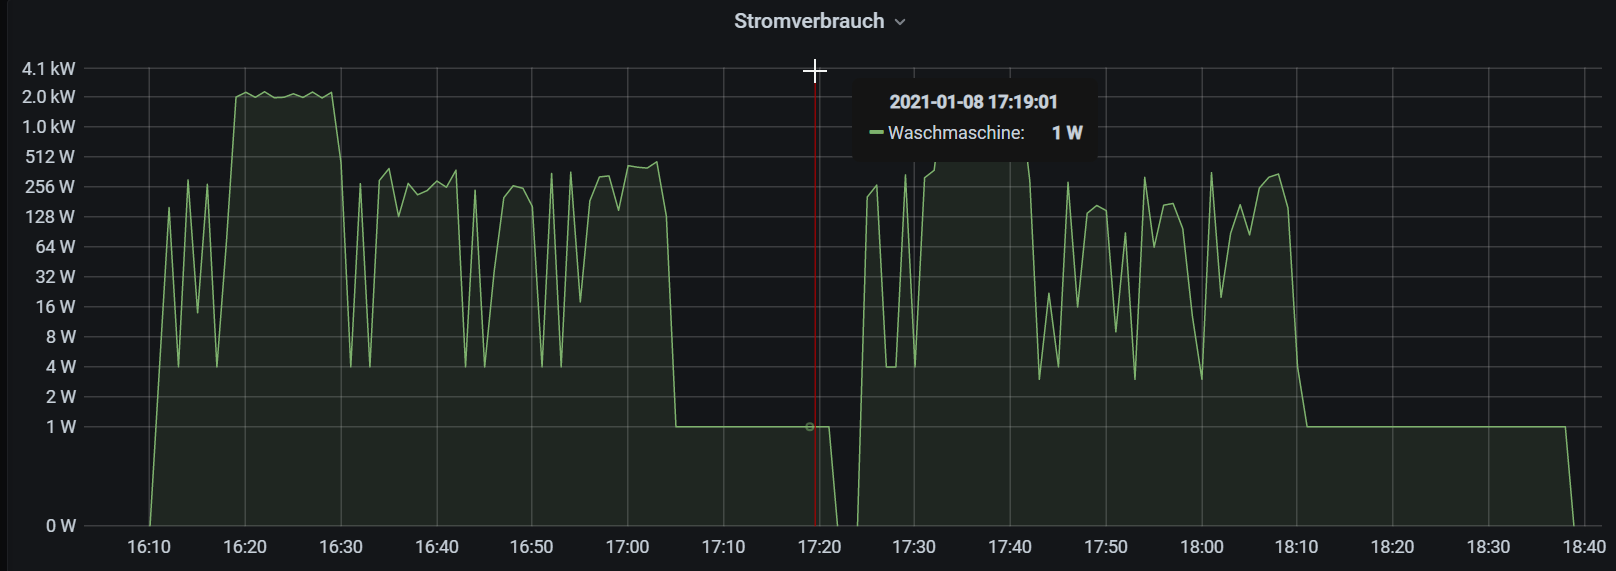 Stromverbrauch
4.1 kW
2.0 kW
1.0 kW
512 W
256 W
128 W
64 W
32 W
16 W
8 W
4 W
2 W
1 W
0 W
2021-01-08 17:19:01
Waschmaschine: 1 W
16:10 16:20 16:30 16:40 16:50 17:00 17:10 17:20 17:30 17:40 17:50 18:00 18:10 18:20 18:30 18:40